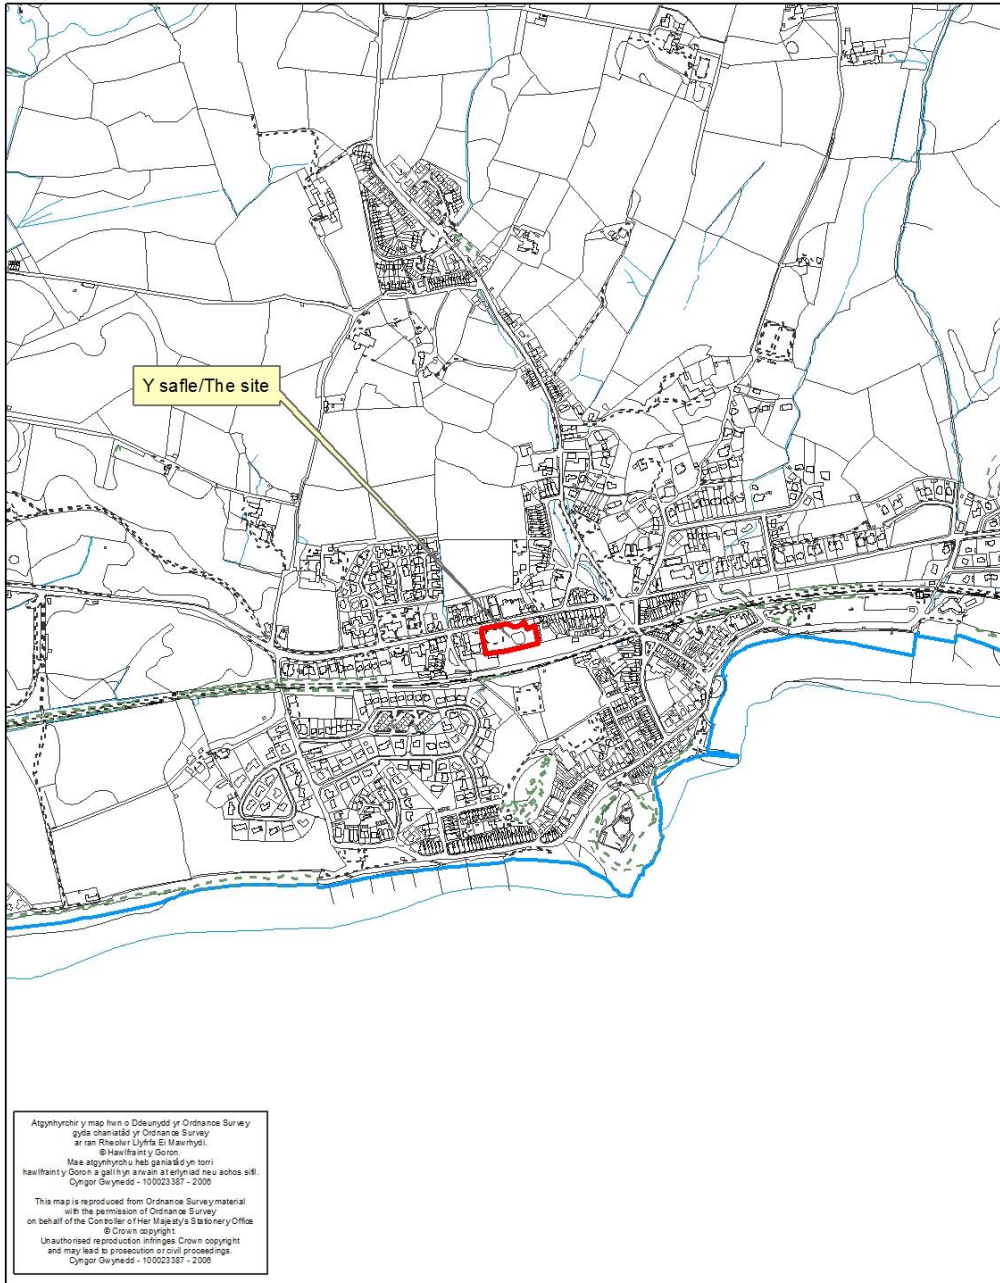 Y safle/The site
Atgynhyrchir y map hwn o Ddeunydd yr Ordnance Survey
gyda chaniatâd yr Ordnance Survey
ar ran Rheolwr Llyfrfa Ei Mawrhydi.
© Hawlfraint y Goron.
Mae atgynhyrchu heb ganiatâd yn torri
hawlfraint y Goron a gall hyn arwain at erlyniad neu achos sifil.
Cyngor Gwynedd - 100023387 - 2006
This map is reproduced from Ordnance Survey material
with the permission of Ordnance Survey
on behalf of the Controller of Her Majesty's Stationery Office
© Crown copyright.
Unauthorised reproduction infringes Crown copyright
and may lead to prosecution or civil proceedings.
Cyngor Gwynedd - 100023387 - 2006